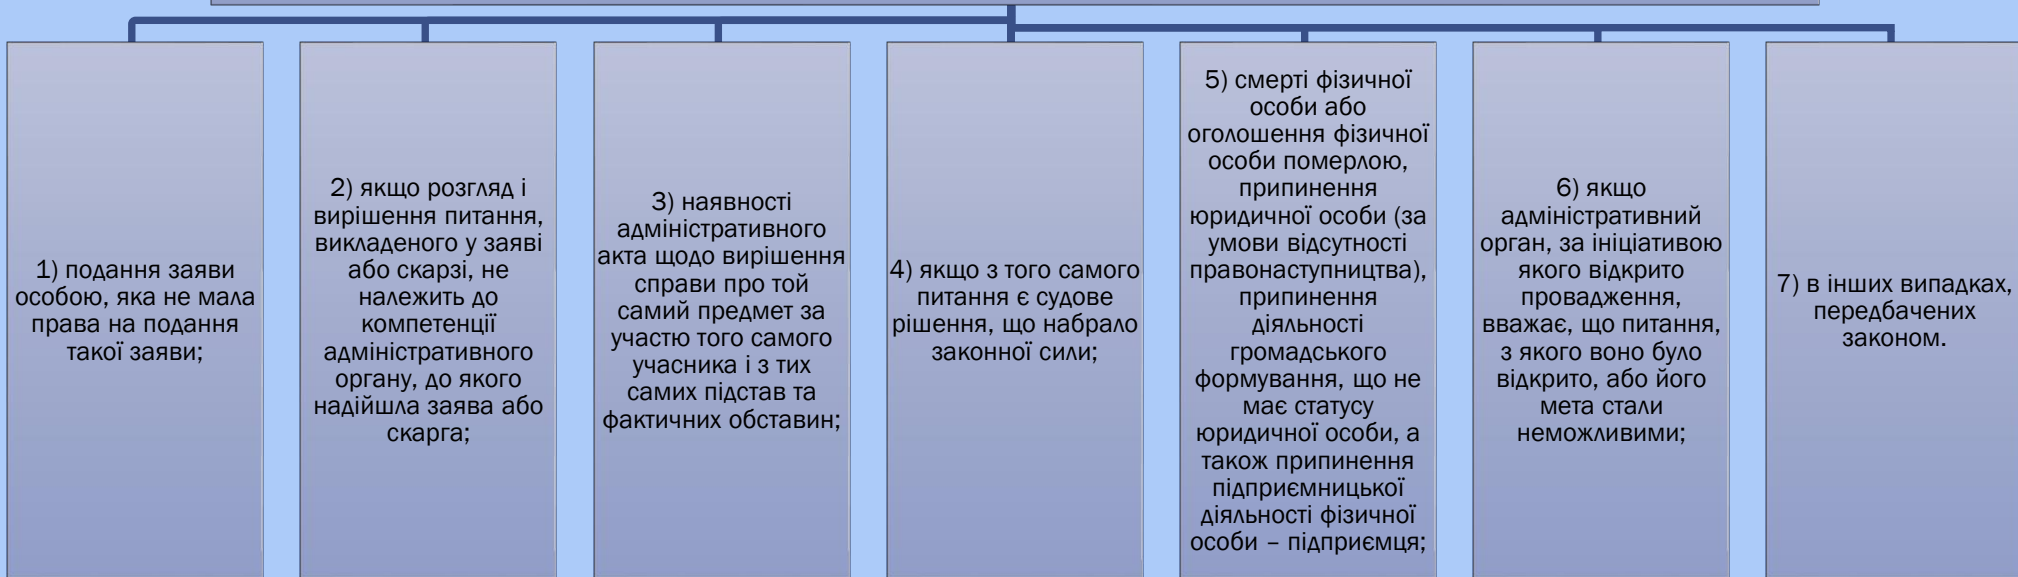 1) подання заяви
особою, яка не мала
права на подання
такої заяви;
2) якщо розгляд і
вирішення питання,
викладеного у заяві
або скарзі, не
належить до
компетенції
адміністративного
органу, до якого
надійшла заява або
скарга;
3) наявності
адміністративного
акта щодо вирішення
справи про той
самий предмет за
участю того самого
учасника і з тих
самих підстав та
фактичних обставин;
4) якщо з того самого
питання є судове
рішення, що набрало
законної сили;
5) смерті фізичної
особи або
оголошення фізичної
особи померлою,
припинення
юридичної особи (за
умови відсутності
правонаступництва),
припинення
діяльності
громадського
формування, що не
має статусу
юридичної особи, а
також припинення
підприємницької
діяльності фізичної
особи – підприємця;
6) якщо
адміністративний
орган, за ініціативою
якого відкрито
провадження,
вважає, що питання,
з якого воно було
відкрито, або його
мета стали
неможливими;
7) в інших випадках,
передбачених
законом.